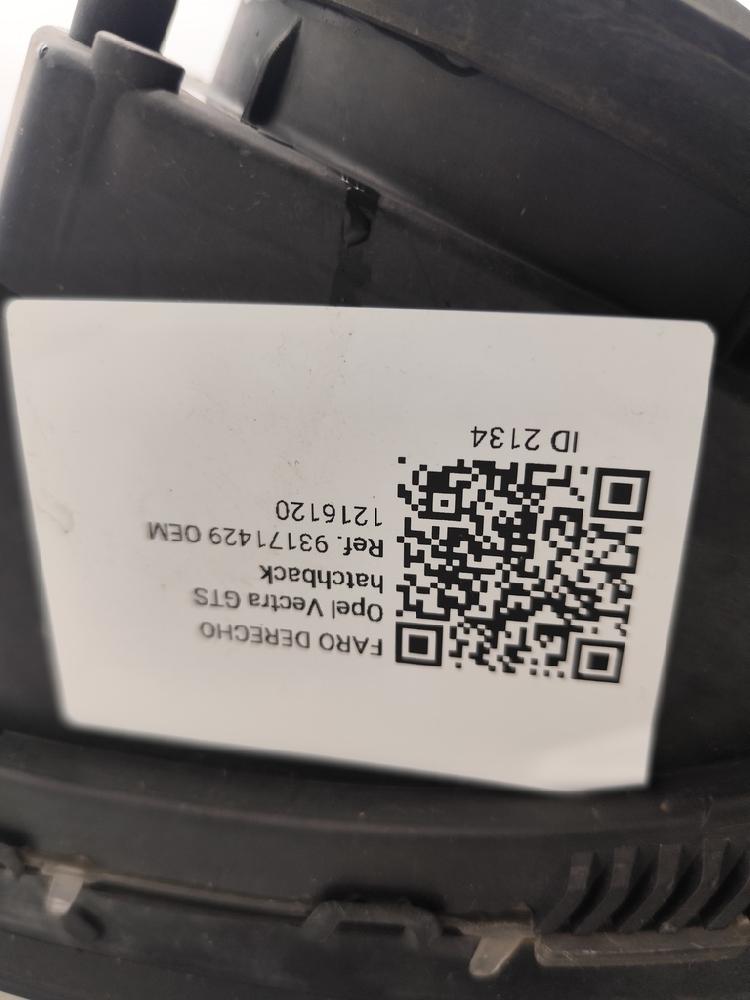 FARO DERECHO
Opel Vectra GTS
hatchback
Ref. 93171429 OEM
1216120
ID 2134